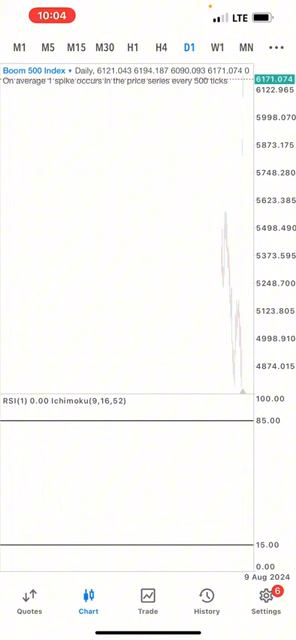 10:04
LTE
M1 M5 M15 M30 H1 H4 D1 W1 MN
Boom 500 Index Daily, 6121.043 6194.187 6090.093 6171.074 0
On average 1 spike occurs in the price series every 500 ticks
6171.074
6122.965
5998.070
5873.175
5748.280
5623.385
5498.490
5373.595
5248.700
5123.805
4998.910
4874.015
RSI(1) 0.00 Ichimoku(9,16,52)
100.00
85.00
15.00
0.00
9 Aug 2024
6
Quotes Chart Trade History Settings